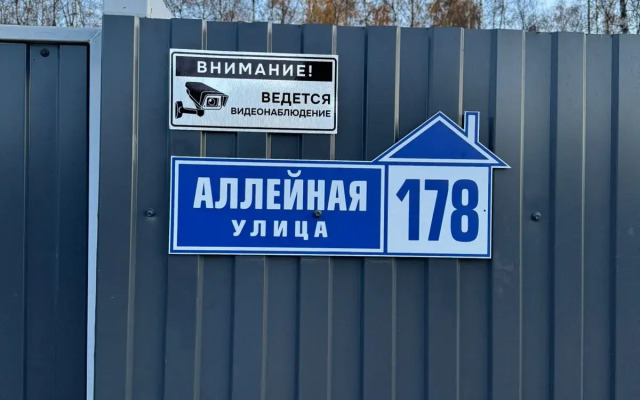 ВНИМАНИЕ!
ВЕДЕТСЯ
ВИДЕОНАБЛЮДЕНИЕ
АЛЛЕЙНАЯ
УЛИЦА
178